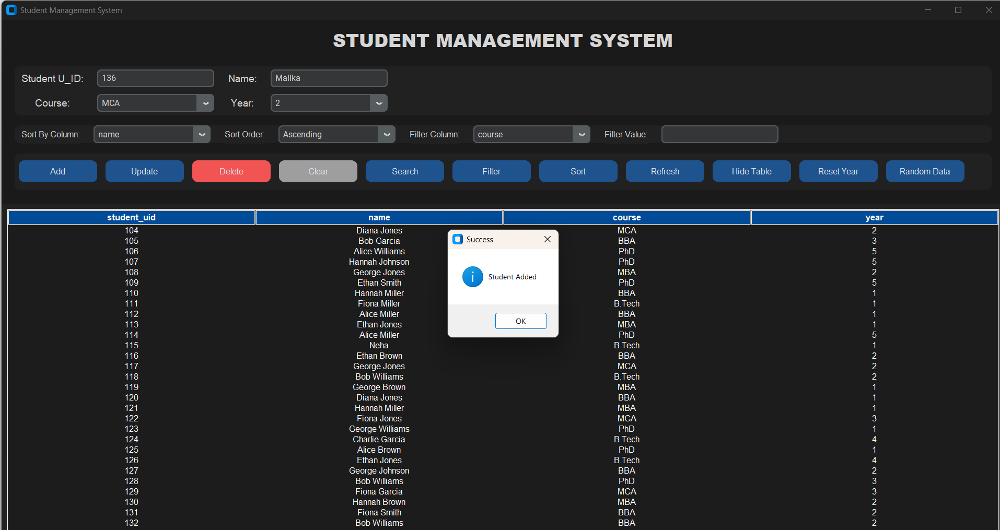 Student Management System
STUDENT MANAGEMENT SYSTEM
Student U_ID: 136 Name: Malika
Course: MCA Year: 2
Sort By Column: name Sort Order: Ascending Filter Column: course Filter Value:
Add Update Delete Clear Search Filter Sort Refresh Hide Table Reset Year Random Data
student_uid name course year
104 Diana Jones MCA 2
105 Bob Garcia BBA 3
106 Alice Williams PhD 5
107 Hannah Johnson PhD 5
108 George Jones MBA 2
109 Ethan Smith PhD 5
110 Hannah Miller BBA 1
111 Fiona Miller B.Tech 1
112 Alice Miller BBA 1
113 Ethan Jones MBA 1
114 Alice Miller PhD 5
115 Neha B.Tech 1
116 Ethan Brown BBA 2
117 George Jones MCA 2
118 Bob Williams B.Tech 2
119 George Brown MBA 1
120 Diana Jones BBA 1
121 Hannah Miller MBA 1
122 Fiona Jones MCA 3
123 George Williams PhD 1
124 Charlie Garcia B.Tech 4
125 Alice Brown PhD 1
126 Ethan Jones B.Tech 4
127 George Johnson BBA 2
128 Bob Williams PhD 3
129 Fiona Garcia MCA 3
130 Hannah Brown MBA 2
131 Fiona Smith BBA 2
132 Bob Williams BBA 2
Success
Student Added
OK